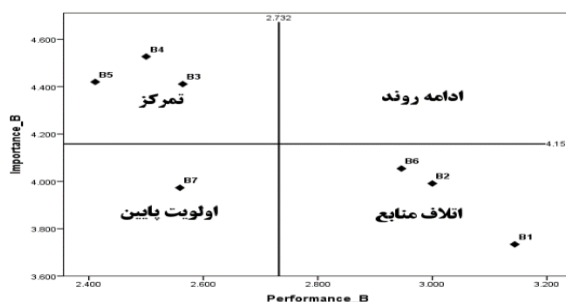 2.732
4.600
B4
B5
B3
4.400
تمرکز
ادامه روند
4.200
4.15
Importance_B
B6
4.000
B7
B2
اولویت پایین
اتلاف منابع
3.800
B1
3.600
2.400 2.600 2.800 3.000 3.200
Performance_B